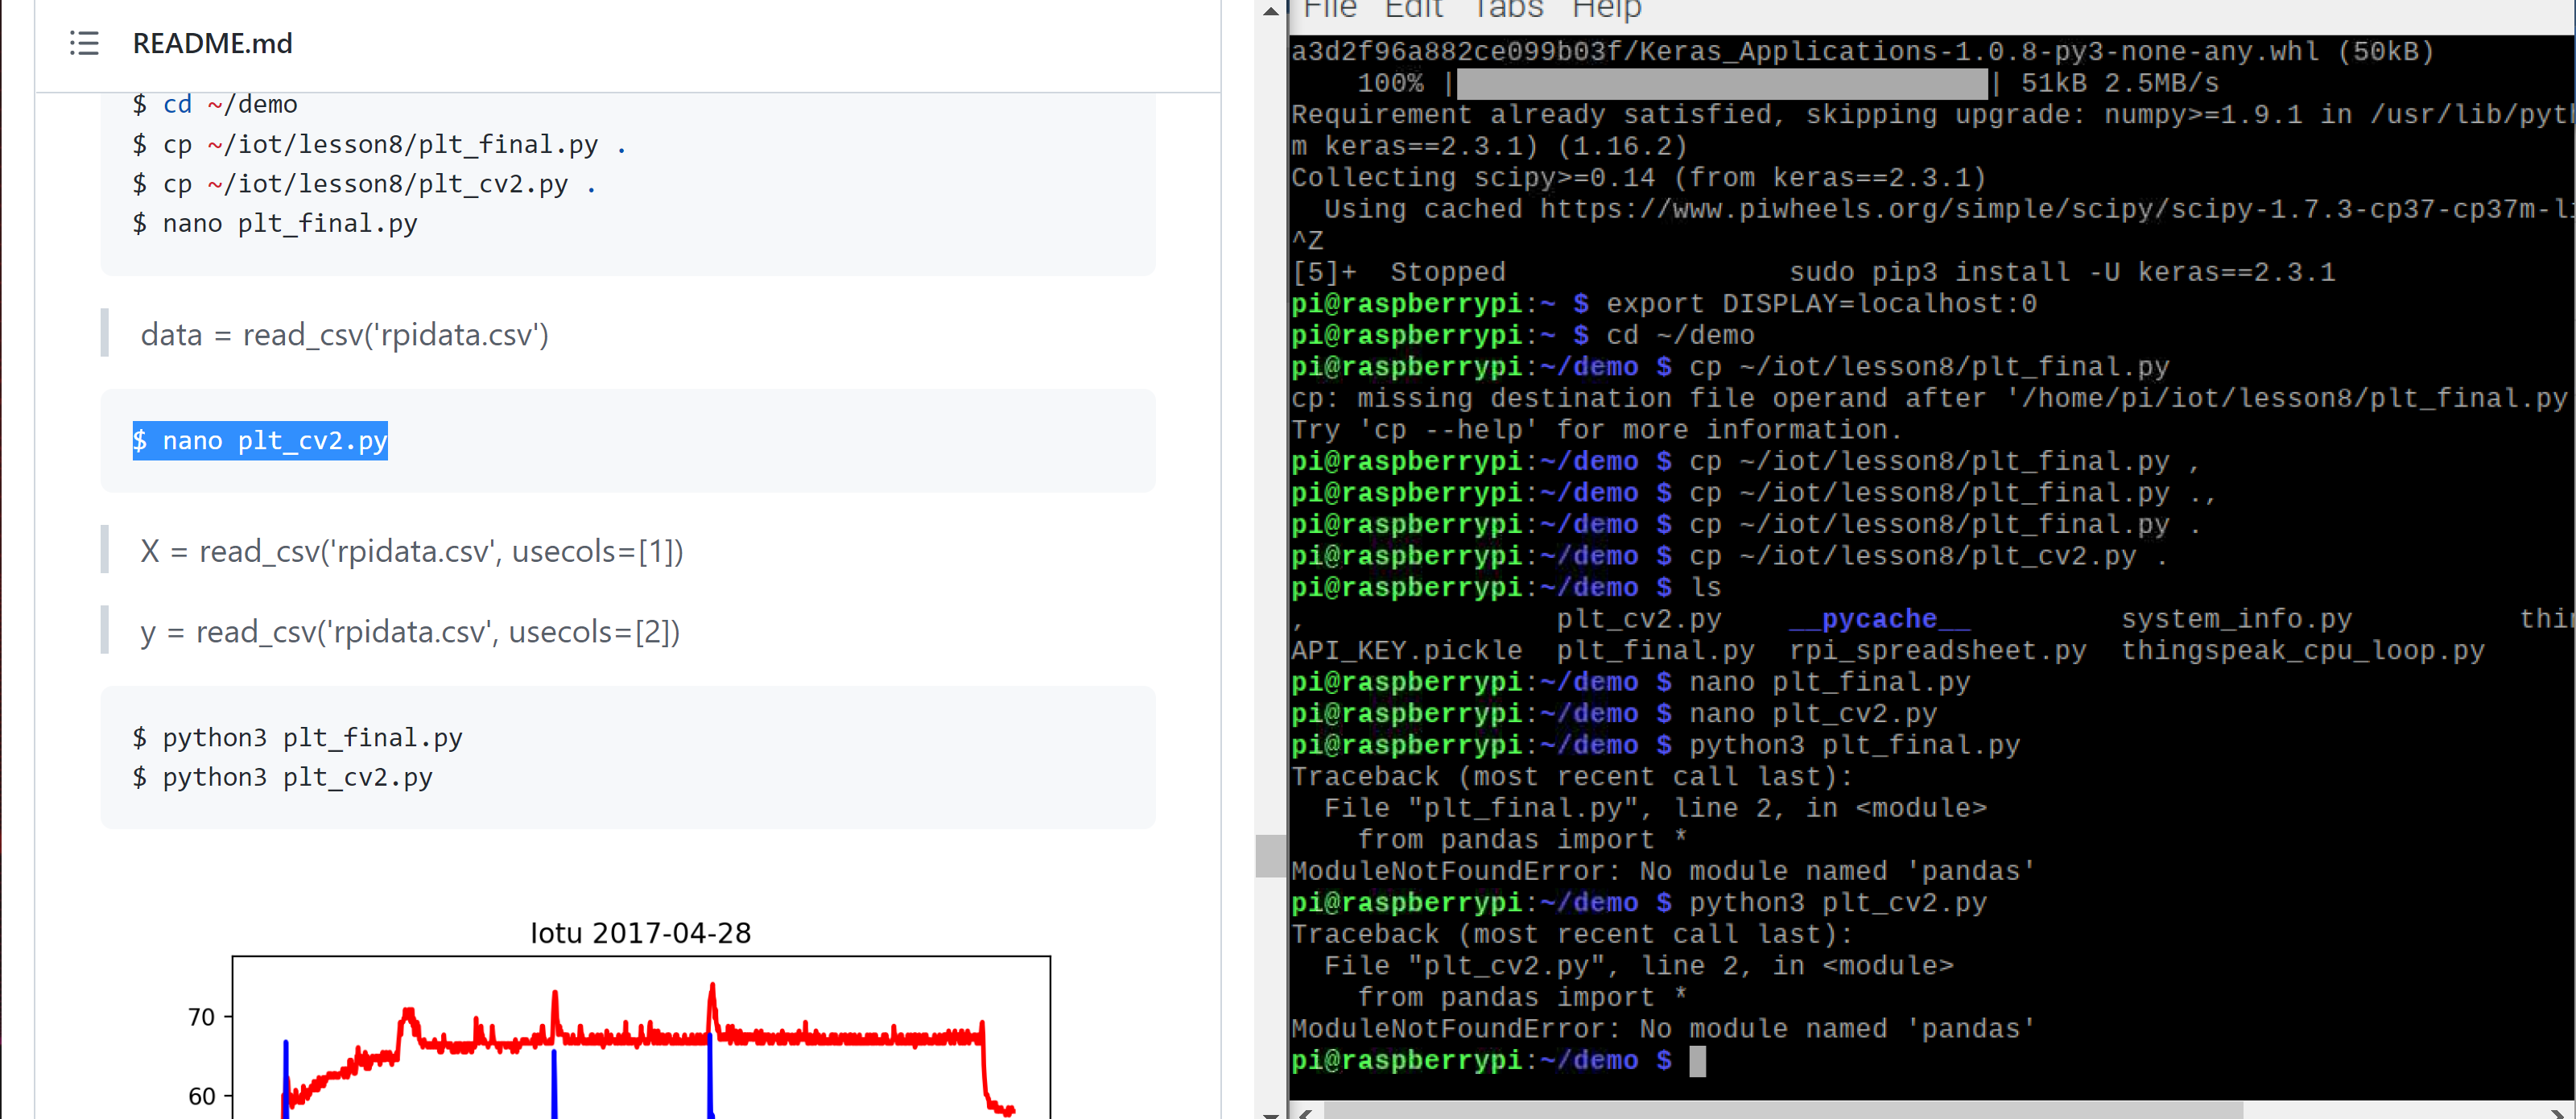 README.md
$ cd ~/demo
$ cp ~/iot/lesson8/plt_final.py .
$ cp ~/iot/lesson8/plt_cv2.py .
$ nano plt_final.py
data = read_csv('rpidata.csv')
$ nano plt_cv2.py
X = read_csv('rpidata.csv', usecols=[1])
y = read_csv('rpidata.csv', usecols=[2])
$ python3 plt_final.py
$ python3 plt_cv2.py
Iotu 2017-04-28
70
60
File Edit Tabs Help
a3d2f96a882ce099b03f/Keras_Applications-1.0.8-py3-none-any.whl (50kB)
100% | | 51kB 2.5MB/s
Requirement already satisfied, skipping upgrade: numpy>=1.9.1 in /usr/lib/pyth
m keras==2.3.1) (1.16.2)
Collecting scipy>=0.14 (from keras==2.3.1)
Using cached https://www.piwheels.org/simple/scipy/scipy-1.7.3-cp37-cp37m-li
^Z
[5]+ Stopped sudo pip3 install -U keras==2.3.1
pi@raspberrypi:~ $ export DISPLAY=localhost:0
pi@raspberrypi:~ $ cd ~/demo
pi@raspberrypi:~/demo $ cp ~/iot/lesson8/plt_final.py
cp: missing destination file operand after '/home/pi/iot/lesson8/plt_final.py
Try 'cp --help' for more information.
pi@raspberrypi:~/demo $ cp ~/iot/lesson8/plt_final.py ,
pi@raspberrypi:~/demo $ cp ~/iot/lesson8/plt_final.py .,
pi@raspberrypi:~/demo $ cp ~/iot/lesson8/plt_final.py .
pi@raspberrypi:~/demo $ cp ~/iot/lesson8/plt_cv2.py .
pi@raspberrypi:~/demo $ ls
, plt_cv2.py __pycache__ system_info.py thin
API_KEY.pickle plt_final.py rpi_spreadsheet.py thingspeak_cpu_loop.py
pi@raspberrypi:~/demo $ nano plt_final.py
pi@raspberrypi:~/demo $ nano plt_cv2.py
pi@raspberrypi:~/demo $ python3 plt_final.py
Traceback (most recent call last):
File "plt_final.py", line 2, in <module>
from pandas import *
ModuleNotFoundError: No module named 'pandas'
pi@raspberrypi:~/demo $ python3 plt_cv2.py
Traceback (most recent call last):
File "plt_cv2.py", line 2, in <module>
from pandas import *
ModuleNotFoundError: No module named 'pandas'
pi@raspberrypi:~/demo $